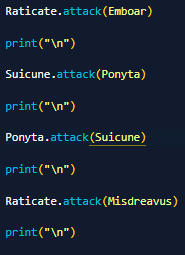 Raticate.attack(Emboar)
print("\n")
Suicune.attack(Ponyta)
print("\n")
Ponyta.attack(Suicune)
print("\n")
Raticate.attack(Misdreavus)
print("\n")